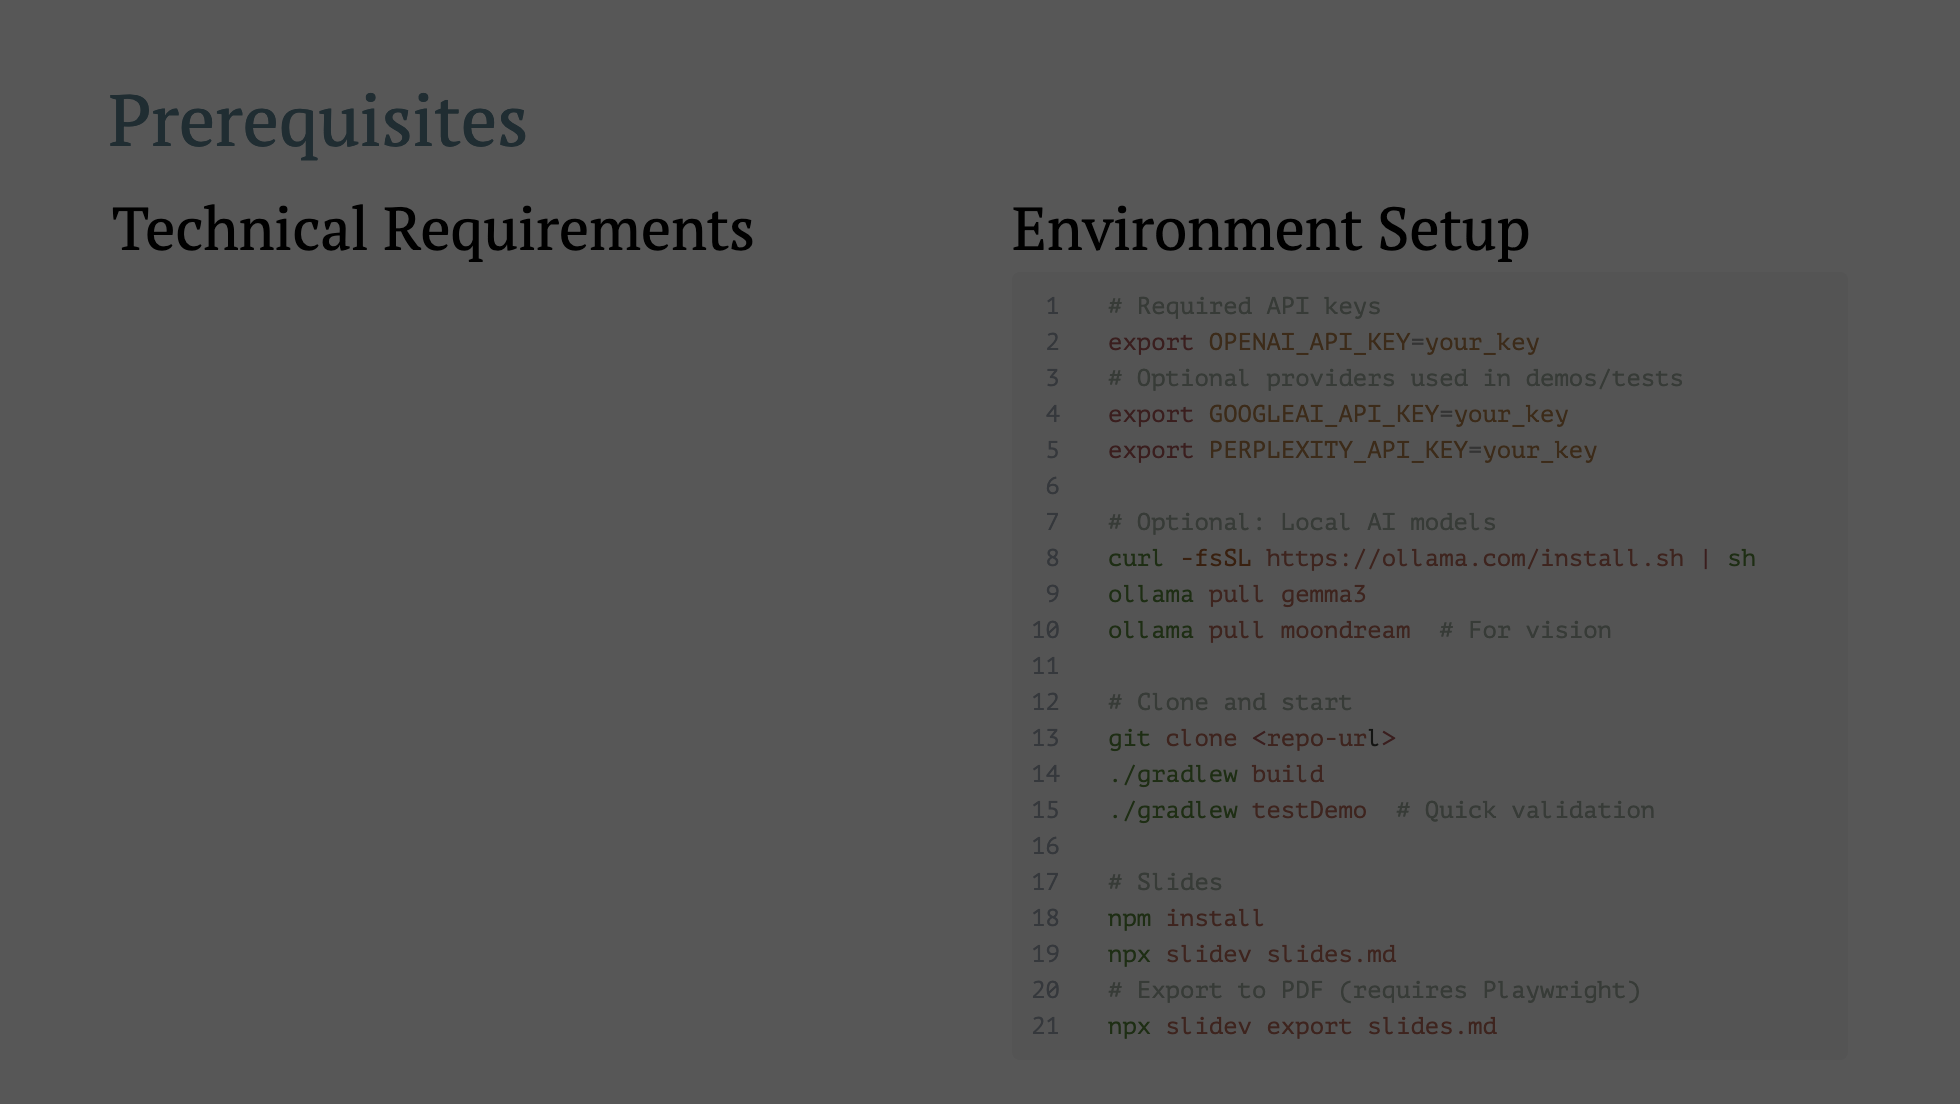 Prerequisites
Technical Requirements
Environment Setup
1 # Required API keys
2 export OPENAI_API_KEY=your_key
3 # Optional providers used in demos/tests
4 export GOOGLEAI_API_KEY=your_key
5 export PERPLEXITY_API_KEY=your_key
6
7 # Optional: Local AI models
8 curl -fsSL https://ollama.com/install.sh | sh
9 ollama pull gemma3
10 ollama pull moondream  # For vision
11
12 # Clone and start
13 git clone <repo-url>
14 ./gradlew build
15 ./gradlew testDemo  # Quick validation
16
17 # Slides
18 npm install
19 npx slidev slides.md
20 # Export to PDF (requires Playwright)
21 npx slidev export slides.md